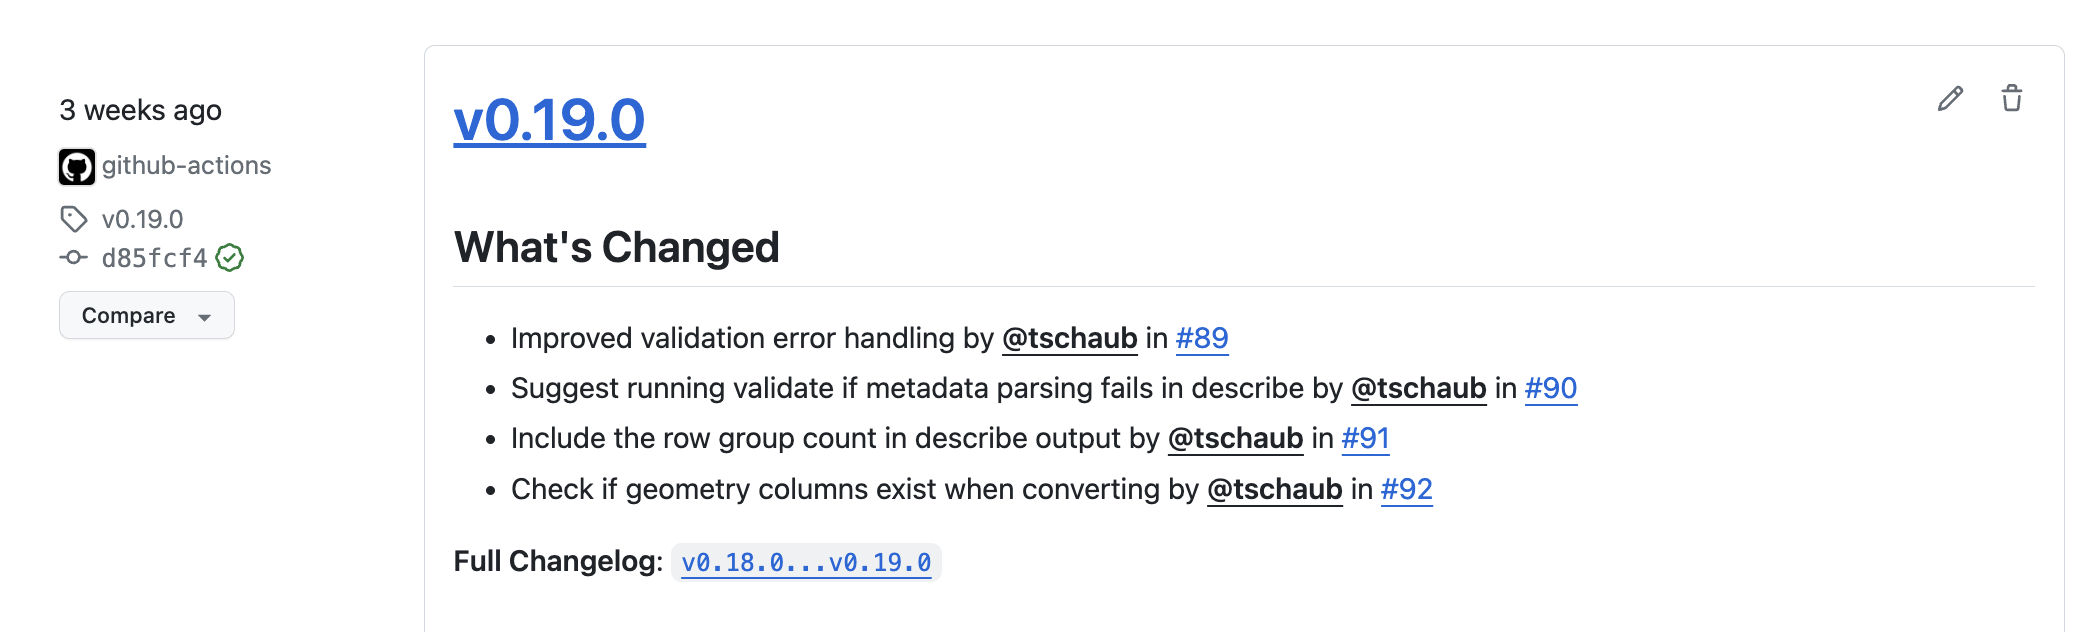 3 weeks ago
github-actions
v0.19.0
d85fcf4
Compare
v0.19.0
What's Changed
Improved validation error handling by @tschaub in #89
Suggest running validate if metadata parsing fails in describe by @tschaub in #90
Include the row group count in describe output by @tschaub in #91
Check if geometry columns exist when converting by @tschaub in #92
Full Changelog: v0.18.0...v0.19.0